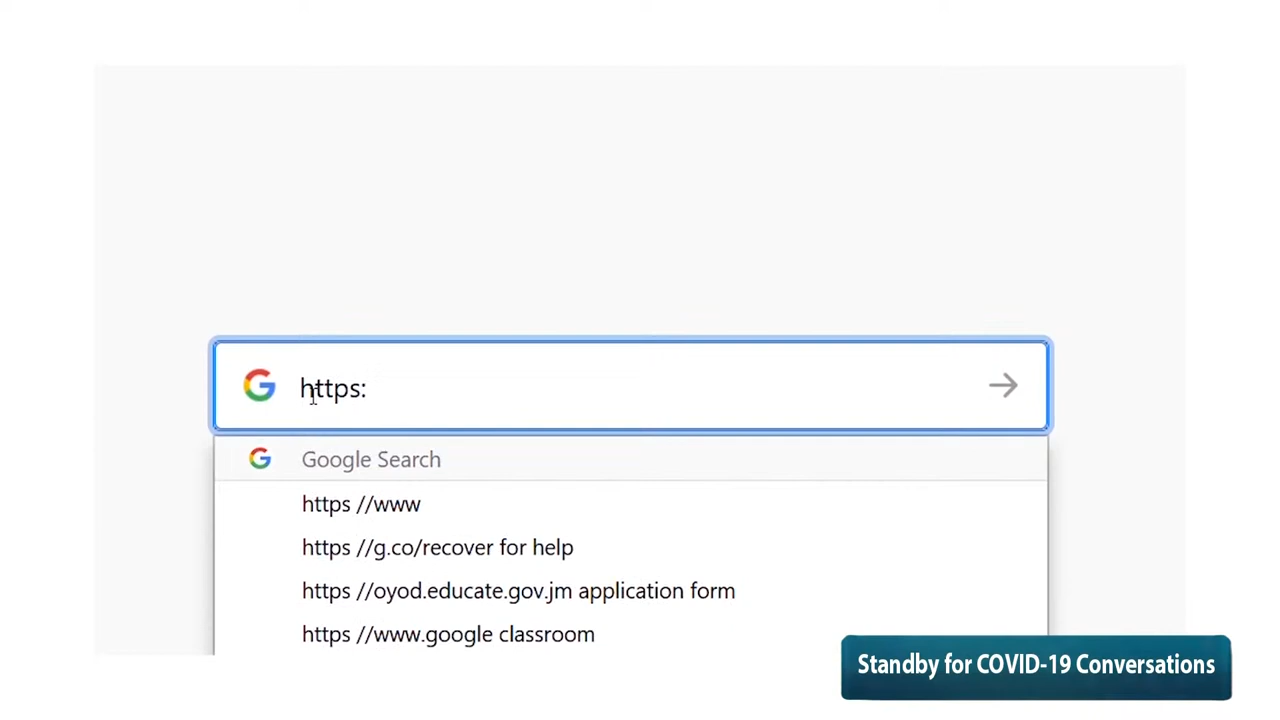 https:
Google Search
https //www
https //g.co/recover for help
https //oyod.educate.gov.jm application form
https //www.google classroom
Standby for COVID-19 Conversations